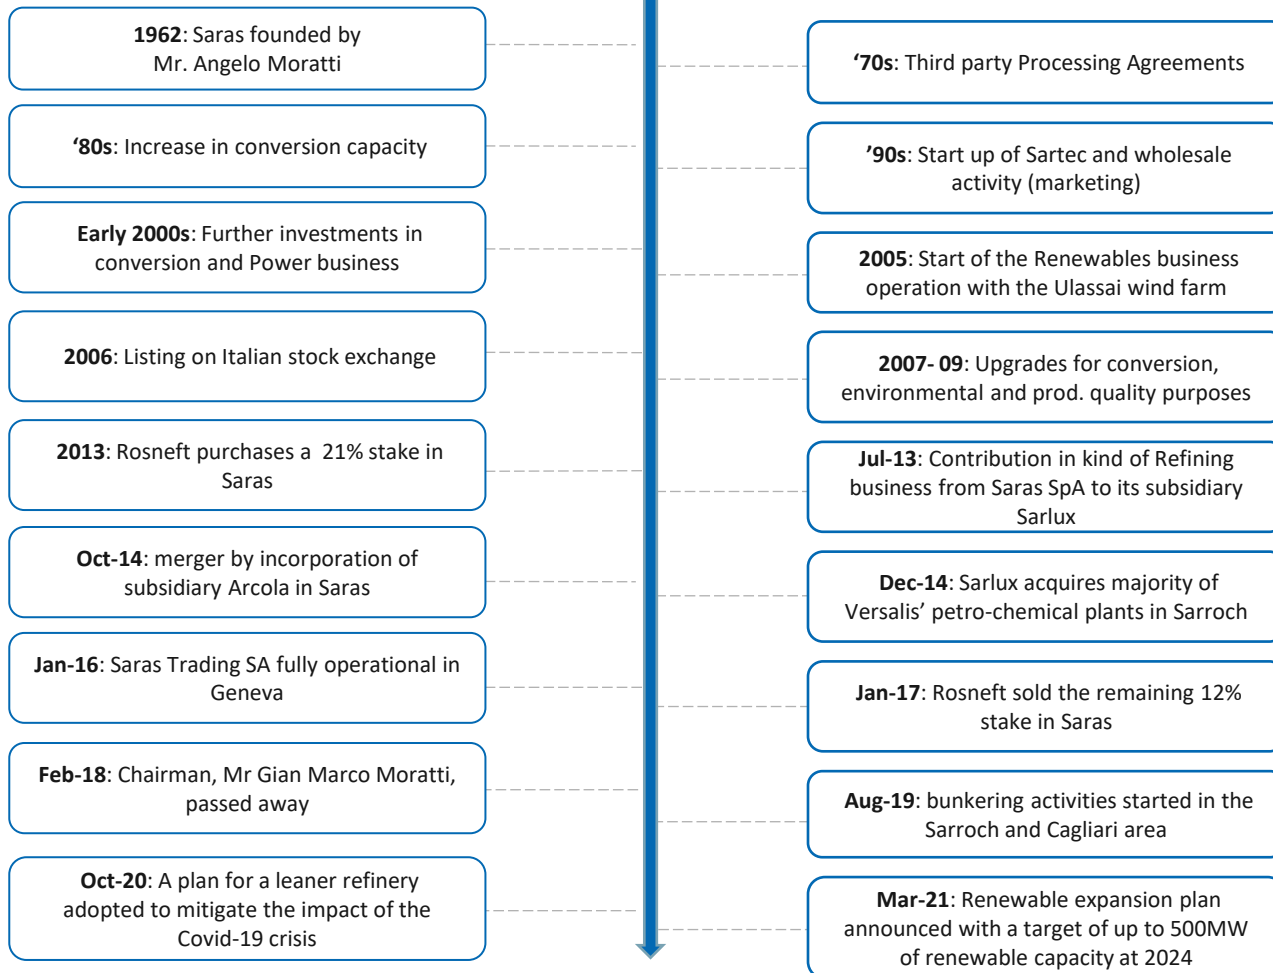 1962: Saras founded by
Mr. Angelo Moratti
‘70s: Third party Processing Agreements
‘80s: Increase in conversion capacity
’90s: Start up of Sartec and wholesale
activity (marketing)
Early 2000s: Further investments in
conversion and Power business
2005: Start of the Renewables business
operation with the Ulassai wind farm
2006: Listing on Italian stock exchange
2007- 09: Upgrades for conversion,
environmental and prod. quality purposes
2013: Rosneft purchases a 21% stake in
Saras
Jul-13: Contribution in kind of Refining
business from Saras SpA to its subsidiary
Sarlux
Oct-14: merger by incorporation of
subsidiary Arcola in Saras
Dec-14: Sarlux acquires majority of
Versalis’ petro-chemical plants in Sarroch
Jan-16: Saras Trading SA fully operational in
Geneva
Jan-17: Rosneft sold the remaining 12%
stake in Saras
Feb-18: Chairman, Mr Gian Marco Moratti,
passed away
Aug-19: bunkering activities started in the
Sarroch and Cagliari area
Oct-20: A plan for a leaner refinery
adopted to mitigate the impact of the
Covid-19 crisis
Mar-21: Renewable expansion plan
announced with a target of up to 500MW
of renewable capacity at 2024